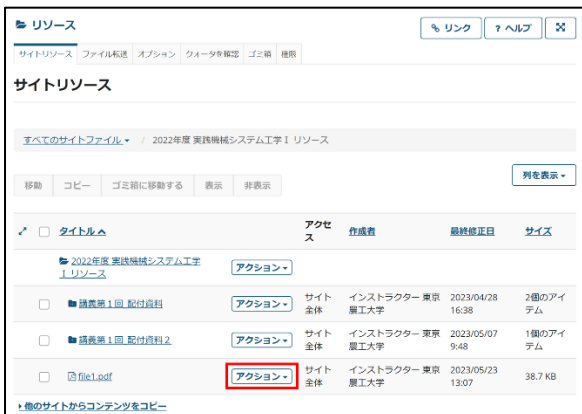 リソース
リンク
? ヘルプ
サイトリソース ファイル転送 オプション クォータを確認 ゴミ箱 権限
サイトリソース
すべてのサイトファイル / 2022年度 実践機械システム工学Ⅰ リソース
列を表示
移動 コピー ゴミ箱に移動する 表示 非表示
タイトル アクセス 作成者 最終修正日 サイズ
2022年度 実践機械システム工学Ⅰ リソース アクション
講義第1回 配付資料 アクション サイト全体 インストラクター 東京農工大学 2023/04/28 16:38 2個のアイテム
講義第1回 配付資料2 アクション サイト全体 インストラクター 東京農工大学 2023/05/07 9:48 1個のアイテム
file1.pdf アクション サイト全体 インストラクター 東京農工大学 2023/05/23 13:07 38.7 KB
他のサイトからコンテンツをコピー